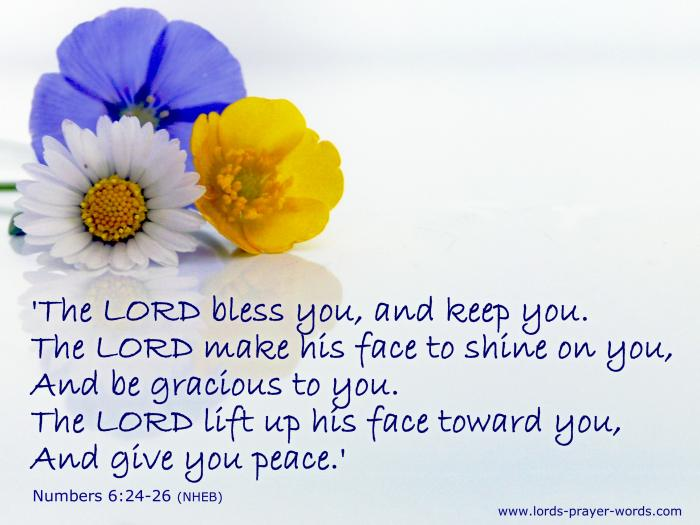 'The LORD bless you, and keep you.
The LORD make his face to shine on you,
And be gracious to you.
The LORD lift up his face toward you,
And give you peace.'
Numbers 6:24-26 (NHEB)
www.lords-prayer-words.com